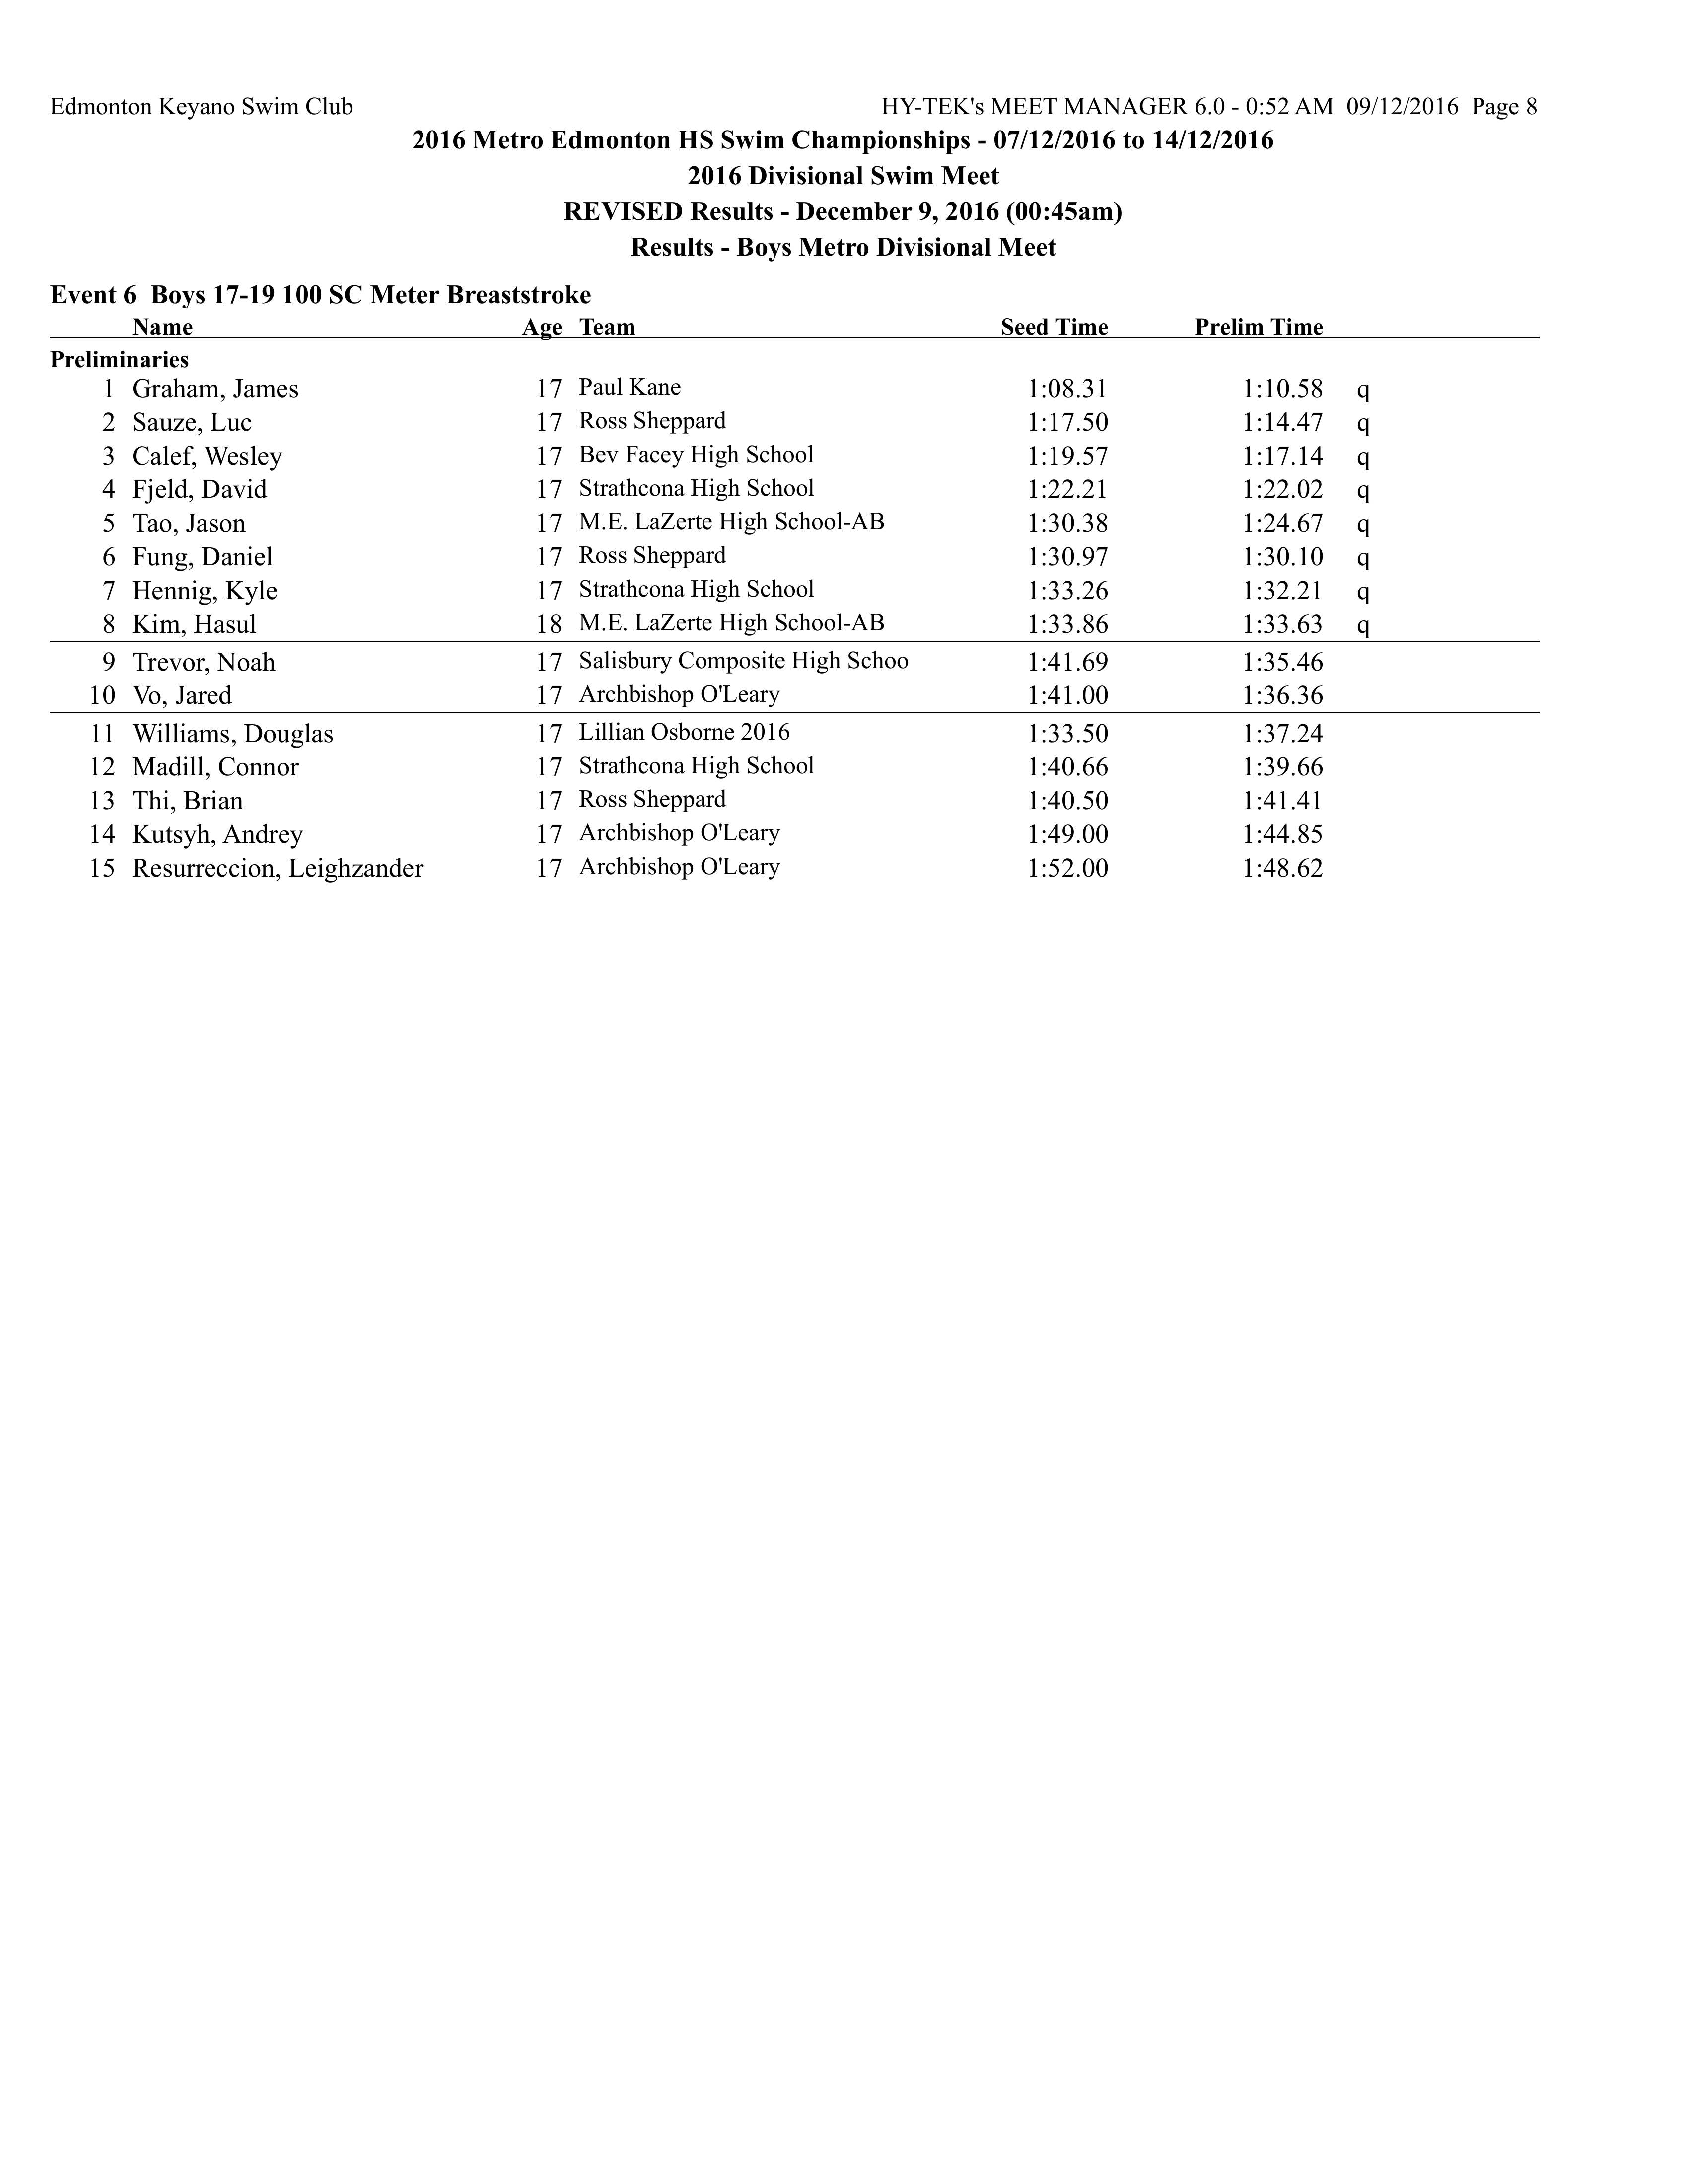 Edmonton Keyano Swim Club HY-TEK's MEET MANAGER 6.0 - 0:52 AM 09/12/2016 Page 8
2016 Metro Edmonton HS Swim Championships - 07/12/2016 to 14/12/2016
2016 Divisional Swim Meet
REVISED Results - December 9, 2016 (00:45am)
Results - Boys Metro Divisional Meet
Event 6 Boys 17-19 100 SC Meter Breaststroke
Name Age Team Seed Time Prelim Time
Preliminaries
1 Graham, James 17 Paul Kane 1:08.31 1:10.58 q
2 Sauze, Luc 17 Ross Sheppard 1:17.50 1:14.47 q
3 Calef, Wesley 17 Bev Facey High School 1:19.57 1:17.14 q
4 Fjeld, David 17 Strathcona High School 1:22.21 1:22.02 q
5 Tao, Jason 17 M.E. LaZerte High School-AB 1:30.38 1:24.67 q
6 Fung, Daniel 17 Ross Sheppard 1:30.97 1:30.10 q
7 Hennig, Kyle 17 Strathcona High School 1:33.26 1:32.21 q
8 Kim, Hasul 18 M.E. LaZerte High School-AB 1:33.86 1:33.63 q
9 Trevor, Noah 17 Salisbury Composite High Schoo 1:41.69 1:35.46
10 Vo, Jared 17 Archbishop O'Leary 1:41.00 1:36.36
11 Williams, Douglas 17 Lillian Osborne 2016 1:33.50 1:37.24
12 Madill, Connor 17 Strathcona High School 1:40.66 1:39.66
13 Thi, Brian 17 Ross Sheppard 1:40.50 1:41.41
14 Kutsyh, Andrey 17 Archbishop O'Leary 1:49.00 1:44.85
15 Resurreccion, Leighzander 17 Archbishop O'Leary 1:52.00 1:48.62